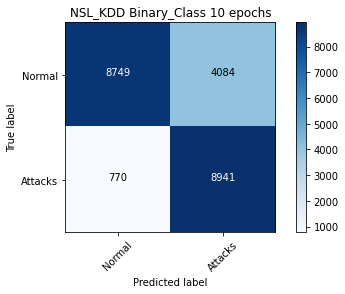 NSL_KDD Binary_Class 10 epochs
True label
Normal
8749
4084
Attacks
770
8941
Normal
Attacks
Predicted label
8000
7000
6000
5000
4000
3000
2000
1000